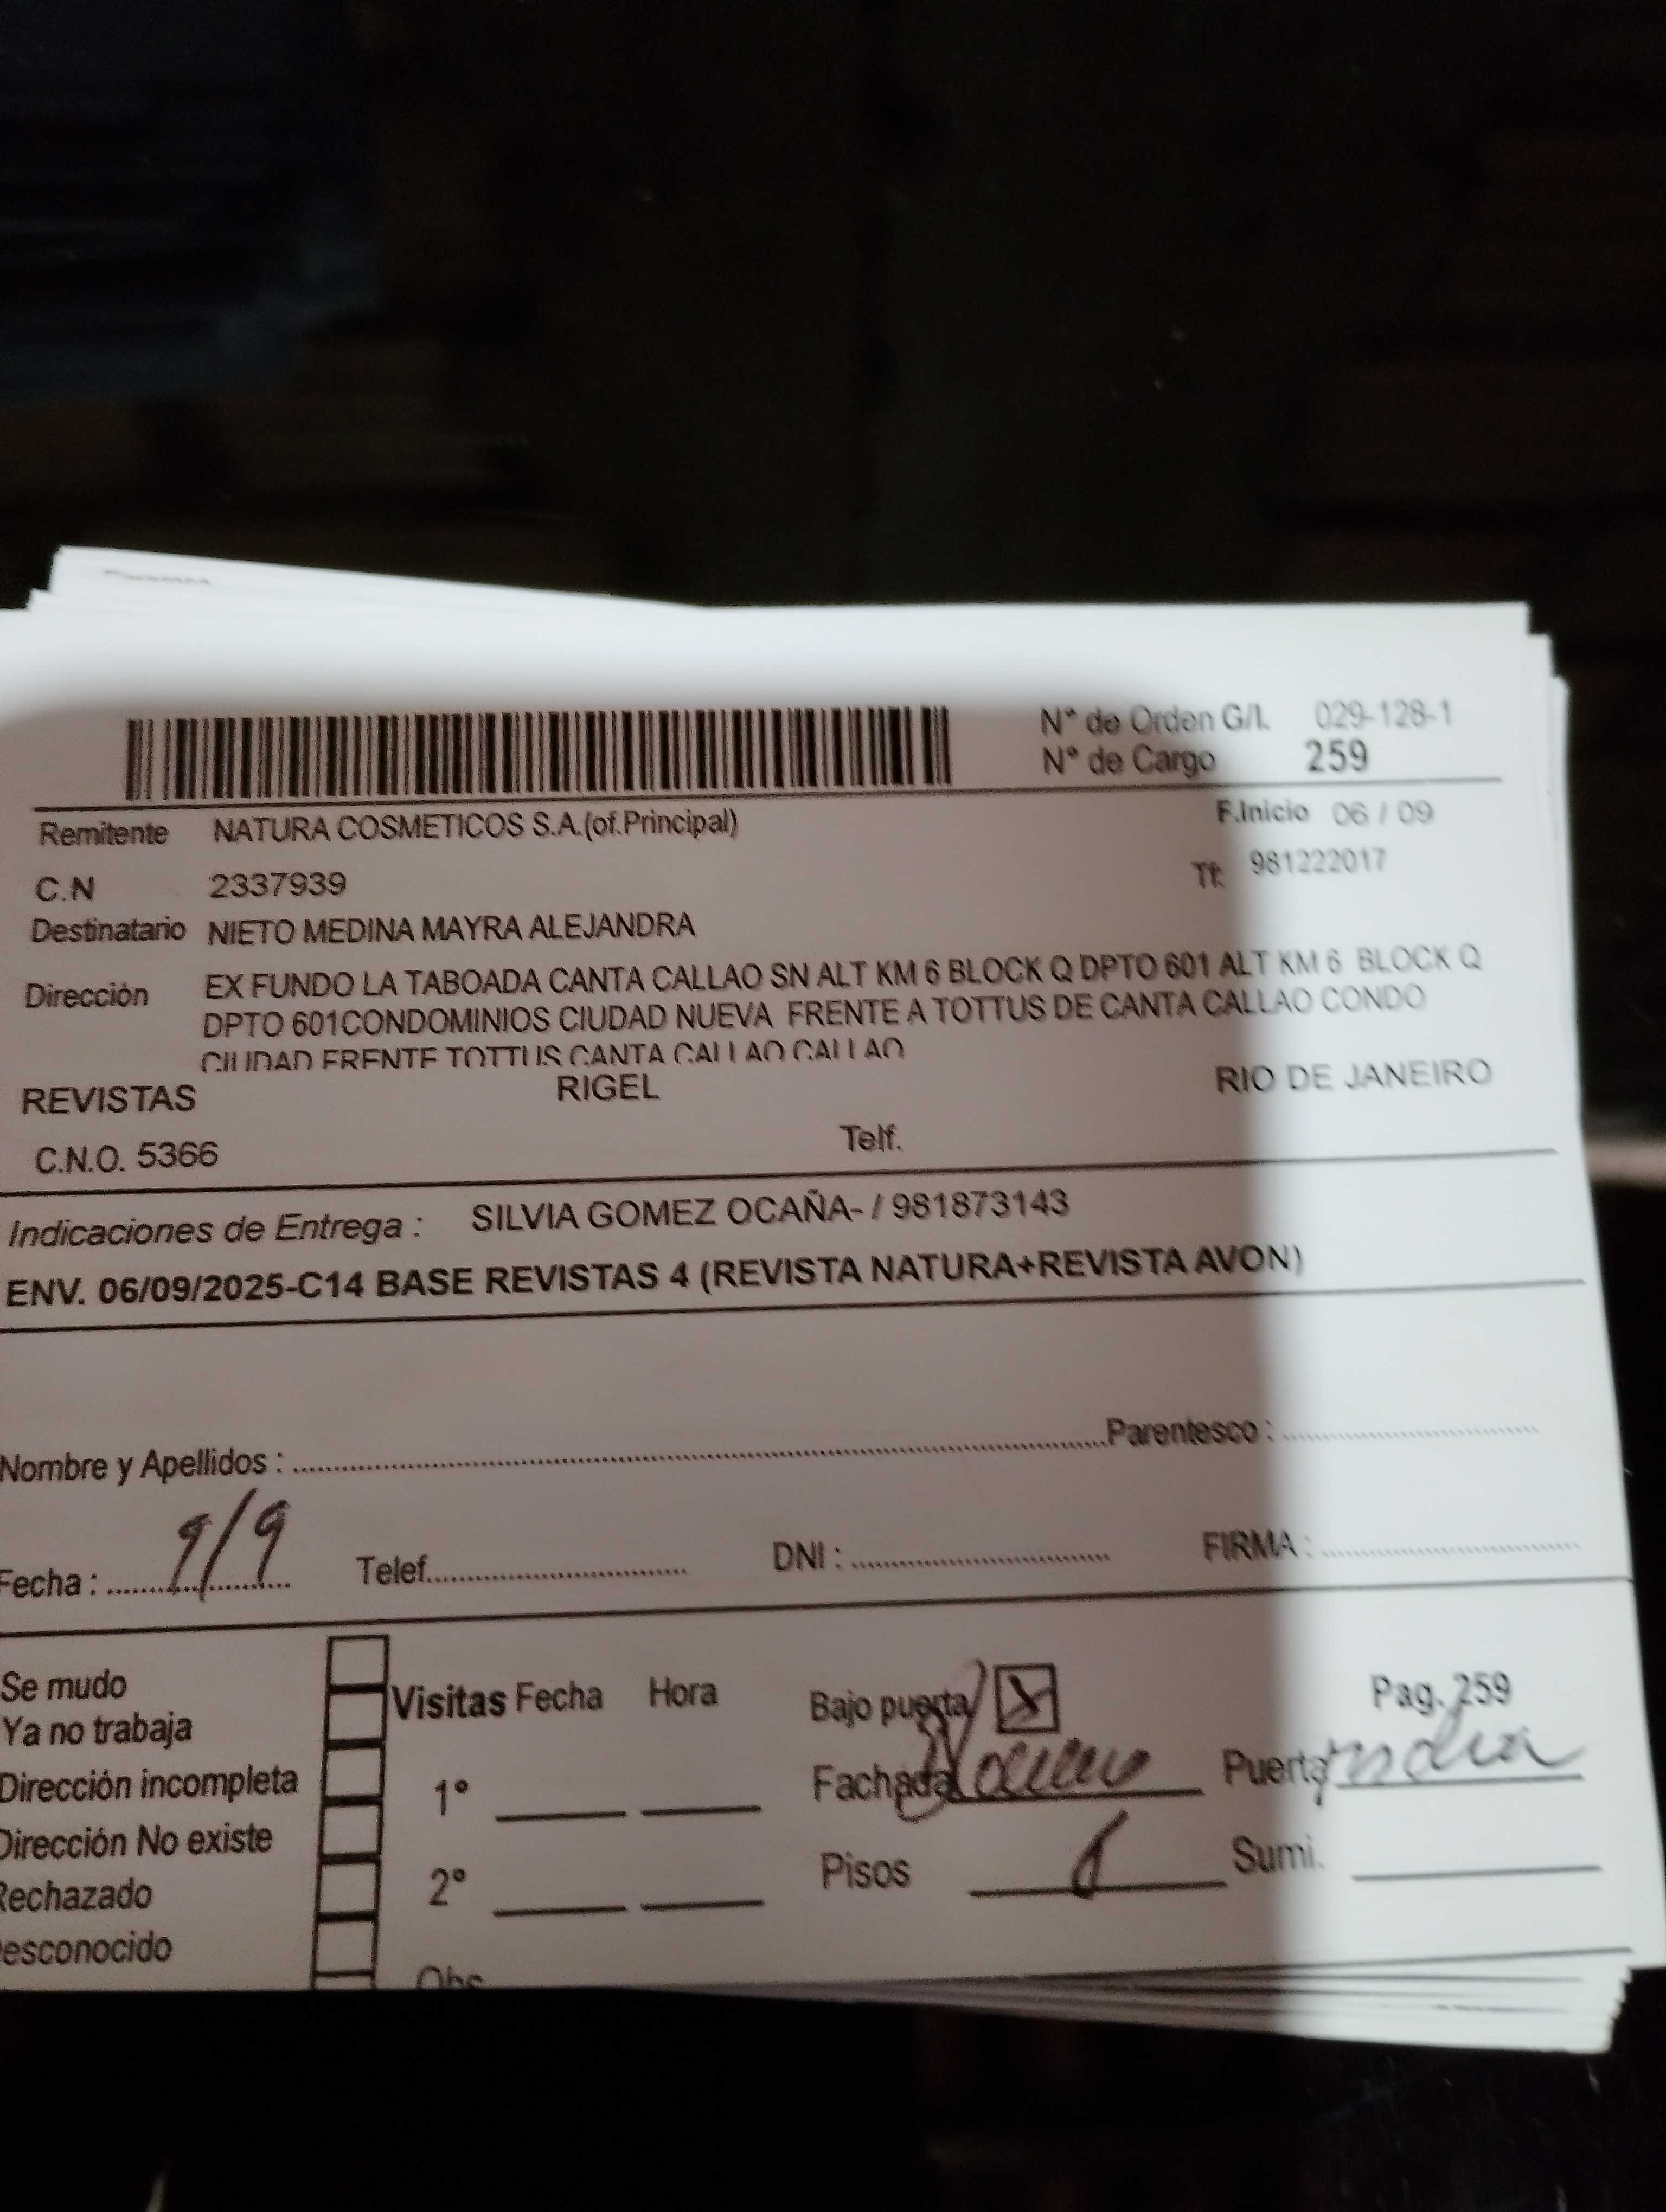 N° de Orden G/I. 029-128-1
N° de Cargo 259
Remitente NATURA COSMETICOS S.A.(of.Principal) F.Inicio 06 / 09
C.N 2337939 Tf: 981222017
Destinatario NIETO MEDINA MAYRA ALEJANDRA
Dirección EX FUNDO LA TABOADA CANTA CALLAO SN ALT KM 6 BLOCK Q DPTO 601 ALT KM 6 BLOCK Q
DPTO 601CONDOMINIOS CIUDAD NUEVA FRENTE A TOTTUS DE CANTA CALLAO CONDO
CIUDAD FRENTE TOTTUS CANTA CALLAO CALLAO
REVISTAS RIGEL RIO DE JANEIRO
C.N.O. 5366 Telf.
Indicaciones de Entrega : SILVIA GOMEZ OCAÑA- / 981873143
ENV. 06/09/2025-C14 BASE REVISTAS 4 (REVISTA NATURA+REVISTA AVON)
Nombre y Apellidos : Parentesco :
Fecha : 9/9 Telef. DNI : FIRMA :
Se mudo
Ya no trabaja
Dirección incompleta
Dirección No existe
Rechazado
esconocido
Visitas Fecha Hora
1°
2°
Obs
Bajo puerta X Pag. 259
Fachada Puerta
Pisos 6 Sumi.